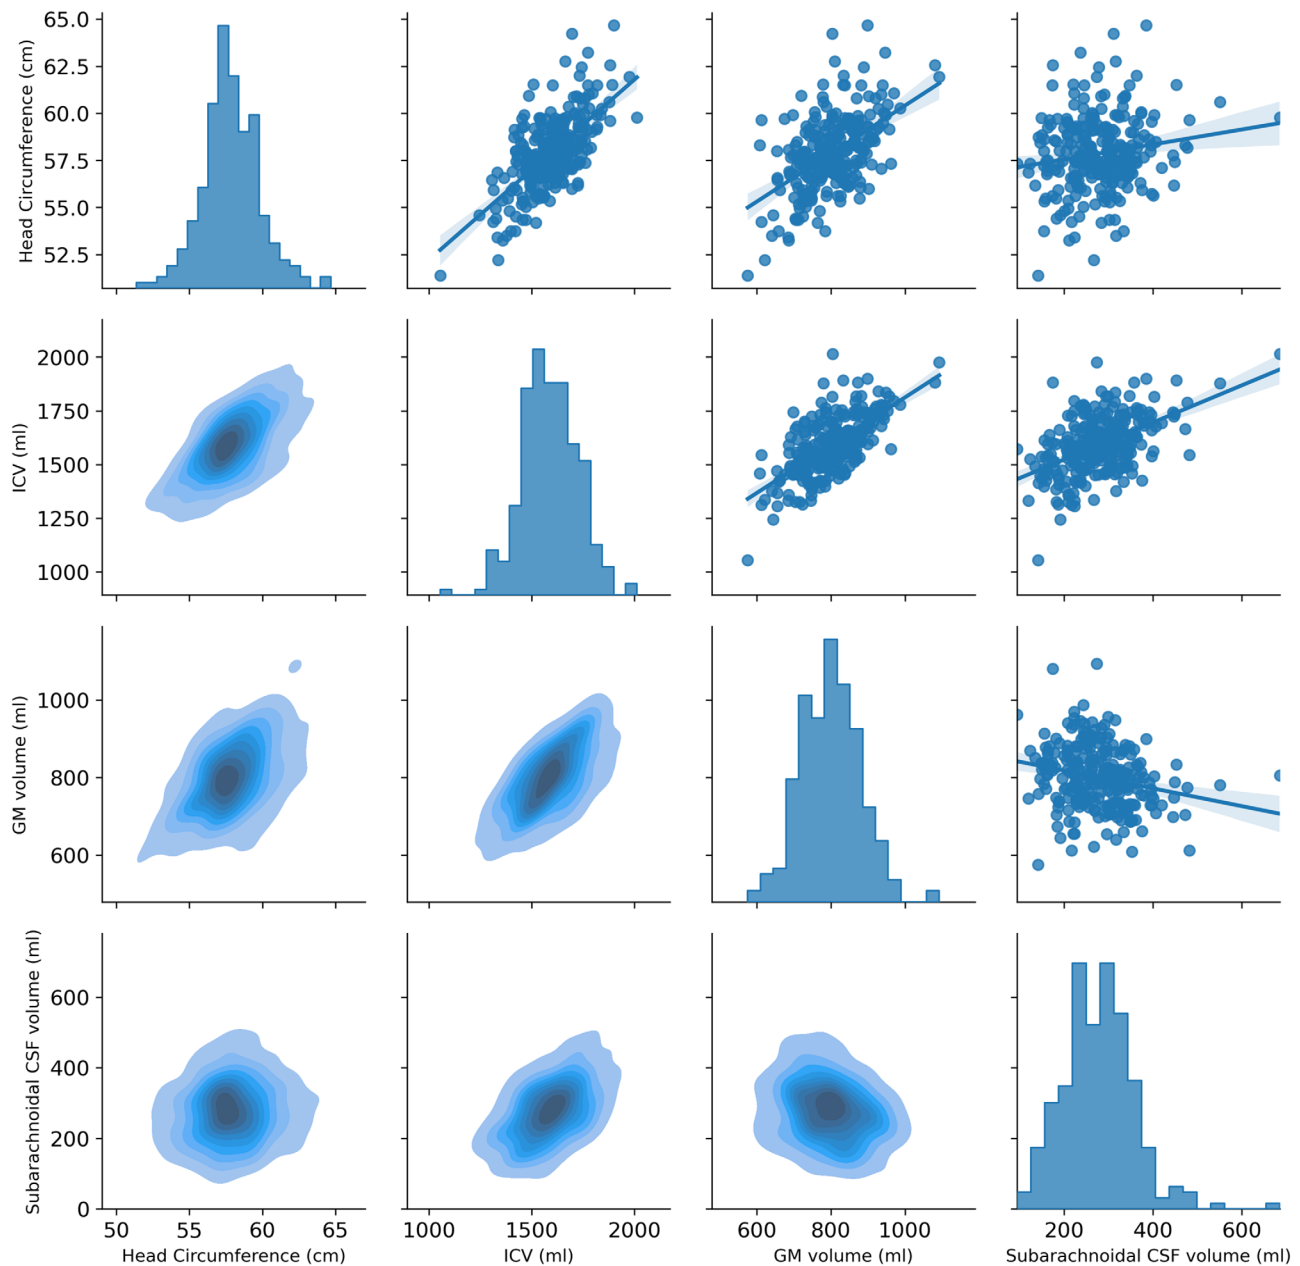 65.0
62.5
60.0
57.5
55.0
52.5
Head Circumference (cm)
2000
1750
1500
1250
1000
ICV (ml)
1000
800
600
GM volume (ml)
600
400
200
0
Subarachnoidal CSF volume (ml)
50 55 60 65
1000 1500 2000
600 800 1000
200 400 600
Head Circumference (cm)
ICV (ml)
GM volume (ml)
Subarachnoidal CSF volume (ml)